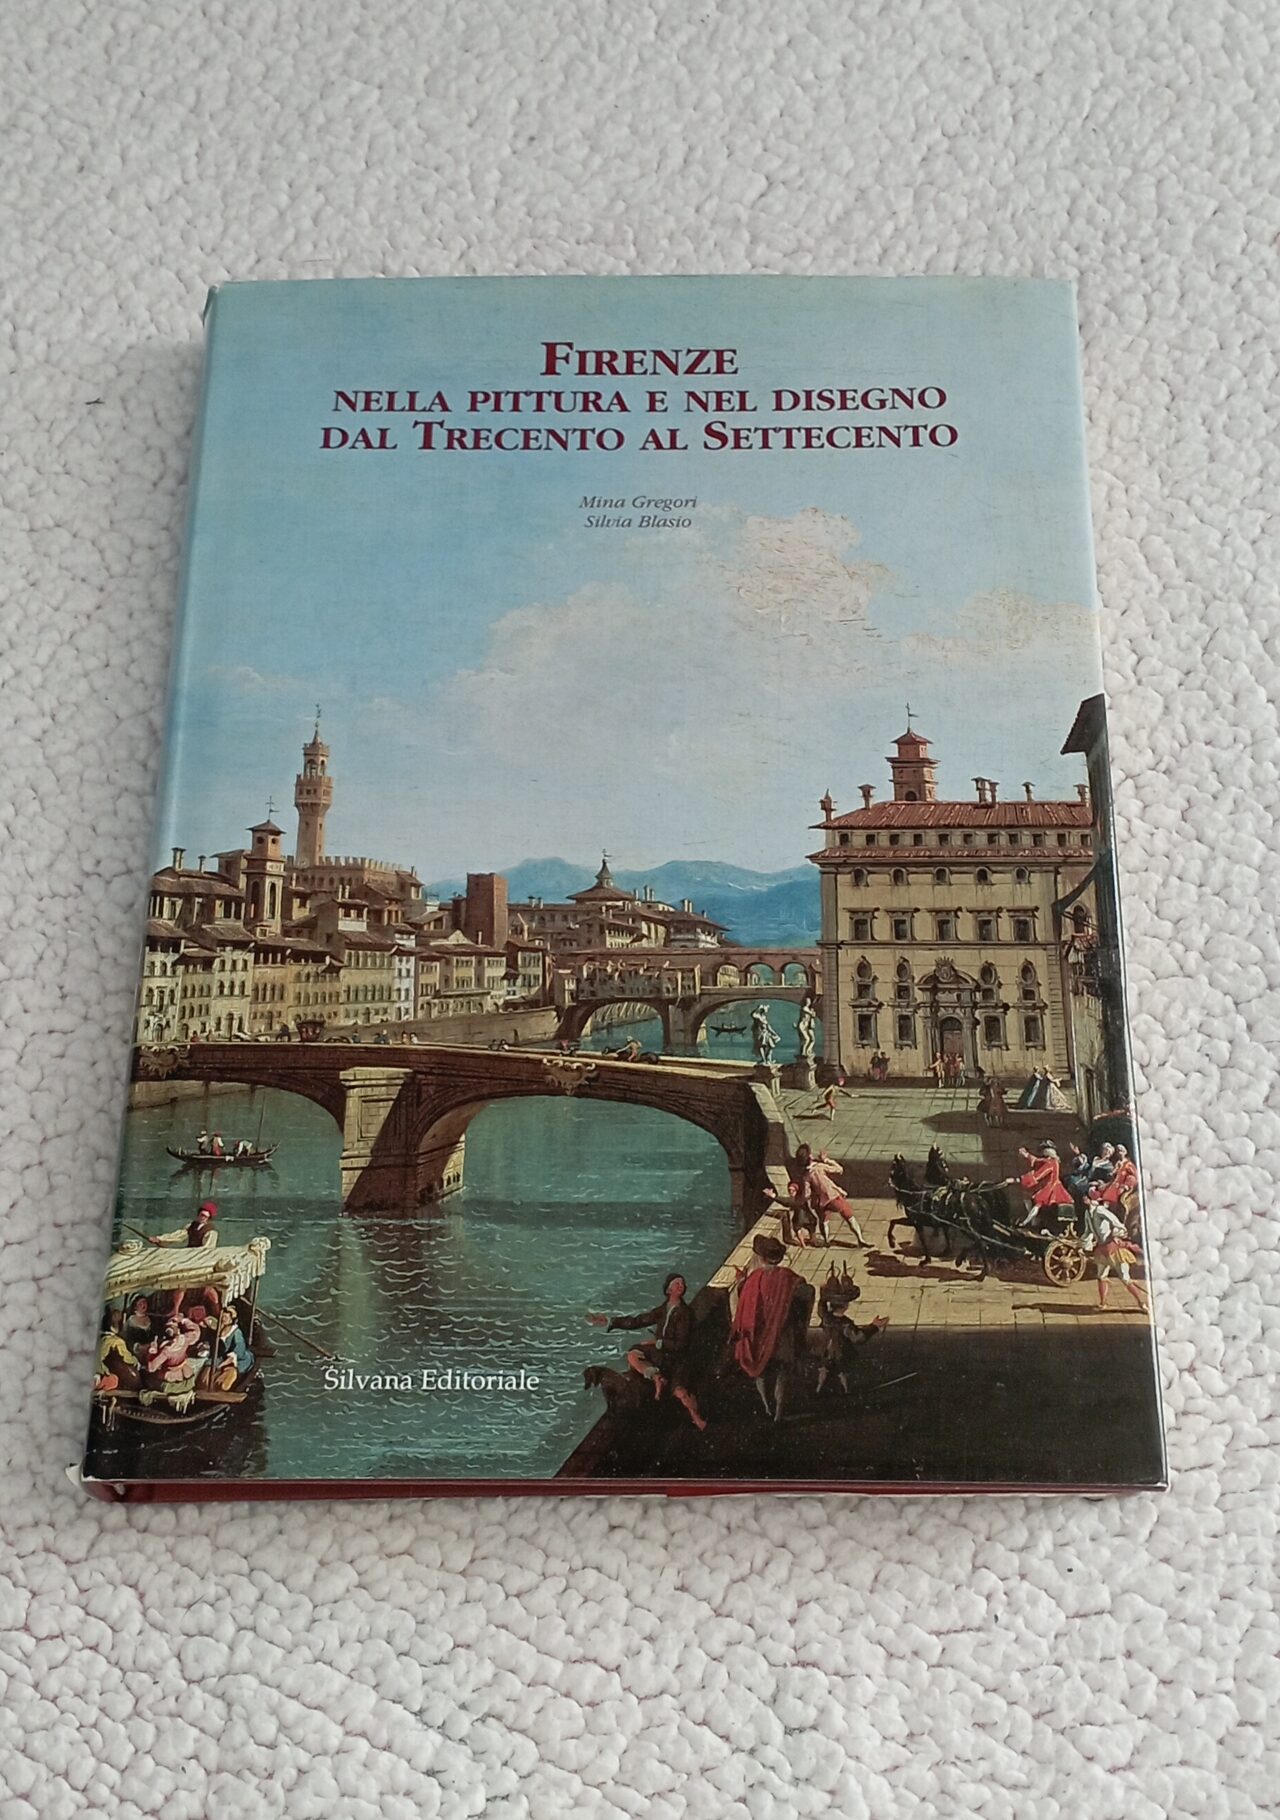 FIRENZE
NELLA PITTURA E NEL DISEGNO
DAL TRECENTO AL SETTECENTO
Mina Gregori
Silvia Blasio
Silvana Editoriale